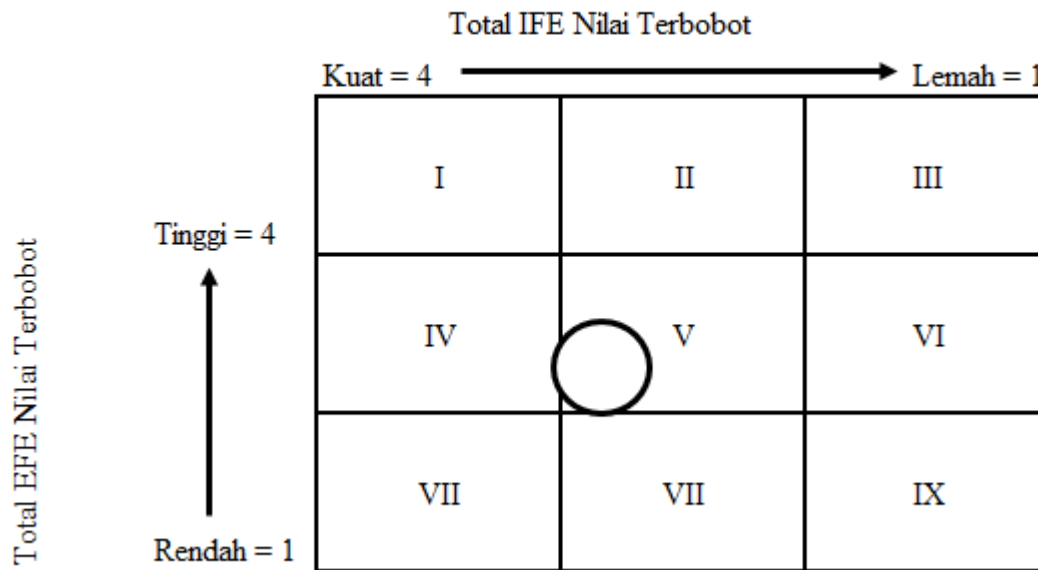 Total IFE Nilai Terbobot
Kuat = 4
Lemah = 1
I
II
III
Tinggi = 4
Total EFE Nilai Terbobot
IV
V
VI
VII
VII
IX
Rendah = 1